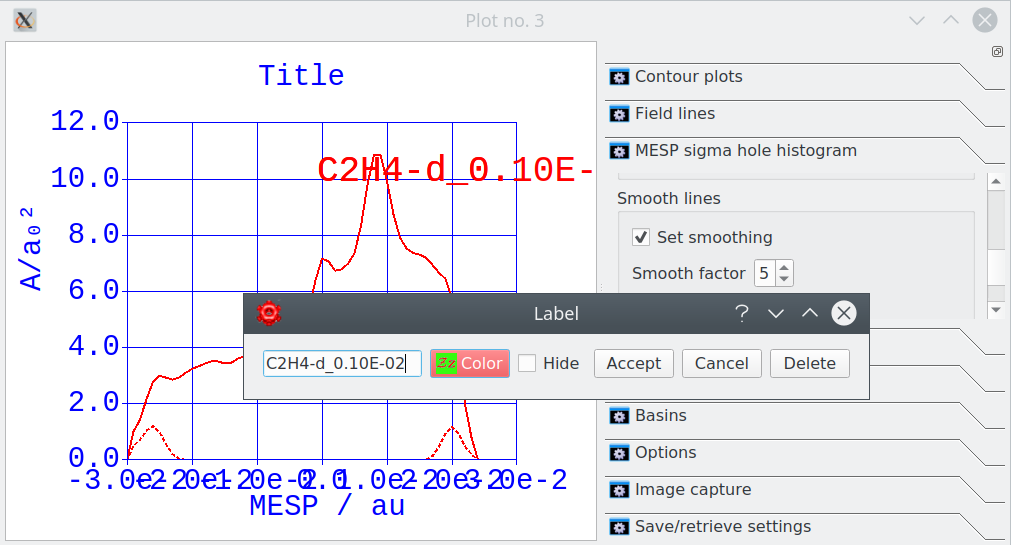 Plot no. 3
Title
12.0
10.0
8.0
6.0
4.0
2.0
0.0
A/a₀²
C2H4-d_0.10E-
-3.0e-2
-2.0e-2
-1.0e-2
0.0
1.0e-2
2.0e-2
3.0e-2
MESP / au
Contour plots
Field lines
MESP sigma hole histogram
Smooth lines
Set smoothing
Smooth factor 5
Label
?
C2H4-d_0.10E-02
Zz Color
Hide
Accept
Cancel
Delete
Basins
Options
Image capture
Save/retrieve settings